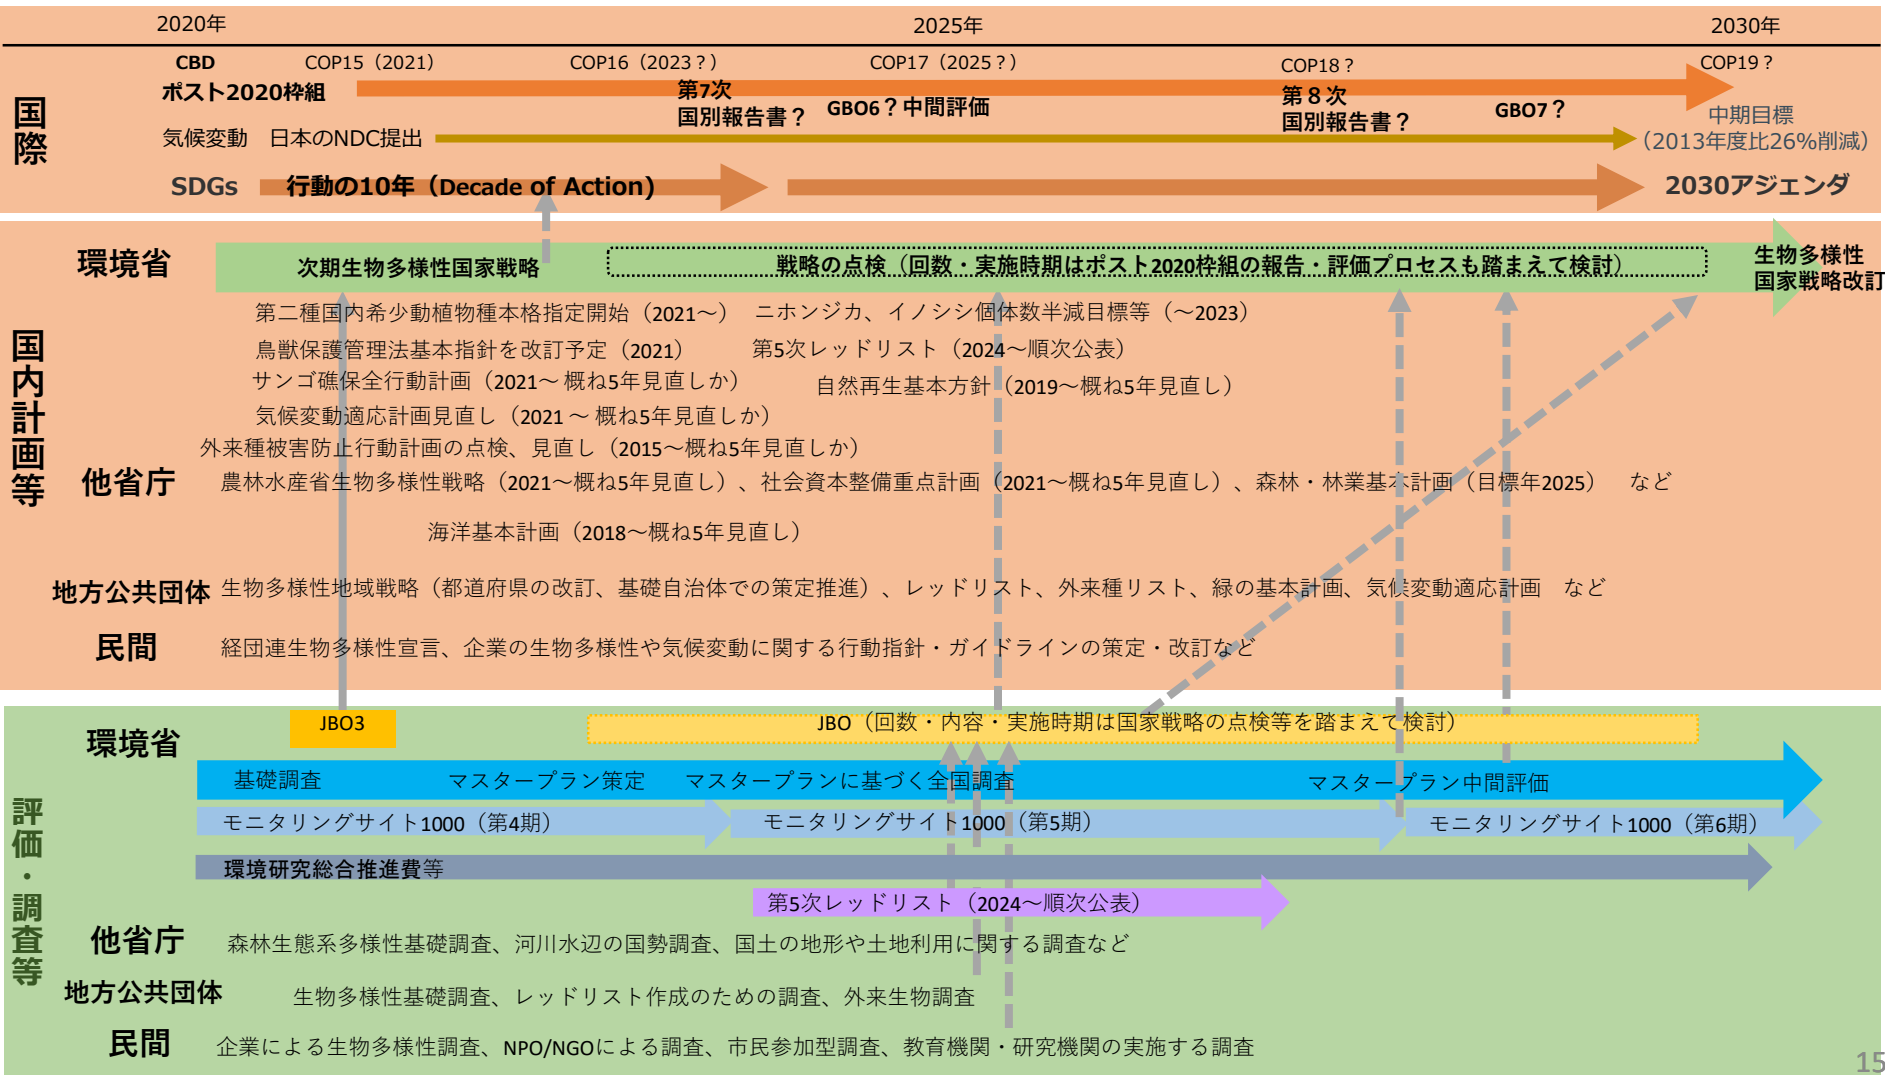 2020年
2025年
2030年
国際
CBD
COP15（2021）
COP16（2023？）
COP17（2025？）
COP18？
COP19？
ポスト2020枠組
第7次
国別報告書？
GBO6？中間評価
第８次
国別報告書？
GBO7？
中期目標
（2013年度比26%削減）
気候変動　日本のNDC提出
SDGs
行動の10年（Decade of Action）
2030アジェンダ
国内計画等
環境省
次期生物多様性国家戦略
戦略の点検（回数・実施時期はポスト2020枠組の報告・評価プロセスも踏まえて検討）
生物多様性
国家戦略改訂
第二種国内希少動植物種本格指定開始（2021～）
ニホンジカ、イノシシ個体数半減目標等（～2023）
鳥獣保護管理法基本指針を改訂予定（2021）
第5次レッドリスト（2024～順次公表）
サンゴ礁保全行動計画（2021～ 概ね5年見直しか）
自然再生基本方針（2019～概ね5年見直し）
気候変動適応計画見直し（2021 ～ 概ね5年見直しか）
外来種被害防止行動計画の点検、見直し（2015～概ね5年見直しか）
他省庁
農林水産省生物多様性戦略（2021～概ね5年見直し）、社会資本整備重点計画（2021～概ね5年見直し）、森林・林業基本計画（目標年2025）　など
海洋基本計画（2018～概ね5年見直し）
地方公共団体
生物多様性地域戦略（都道府県の改訂、基礎自治体での策定推進）、レッドリスト、外来種リスト、緑の基本計画、気候変動適応計画　など
民間
経団連生物多様性宣言、企業の生物多様性や気候変動に関する行動指針・ガイドラインの策定・改訂など
評価・調査等
環境省
JBO3
JBO（回数・内容・実施時期は国家戦略の点検等を踏まえて検討）
基礎調査
マスタープラン策定
マスタープランに基づく全国調査
マスタープラン中間評価
モニタリングサイト1000（第4期）
モニタリングサイト1000（第5期）
モニタリングサイト1000（第6期）
環境研究総合推進費等
第5次レッドリスト（2024～順次公表）
他省庁
森林生態系多様性基礎調査、河川水辺の国勢調査、国土の地形や土地利用に関する調査など
地方公共団体
生物多様性基礎調査、レッドリスト作成のための調査、外来生物調査
民間
企業による生物多様性調査、NPO/NGOによる調査、市民参加型調査、教育機関・研究機関の実施する調査
15